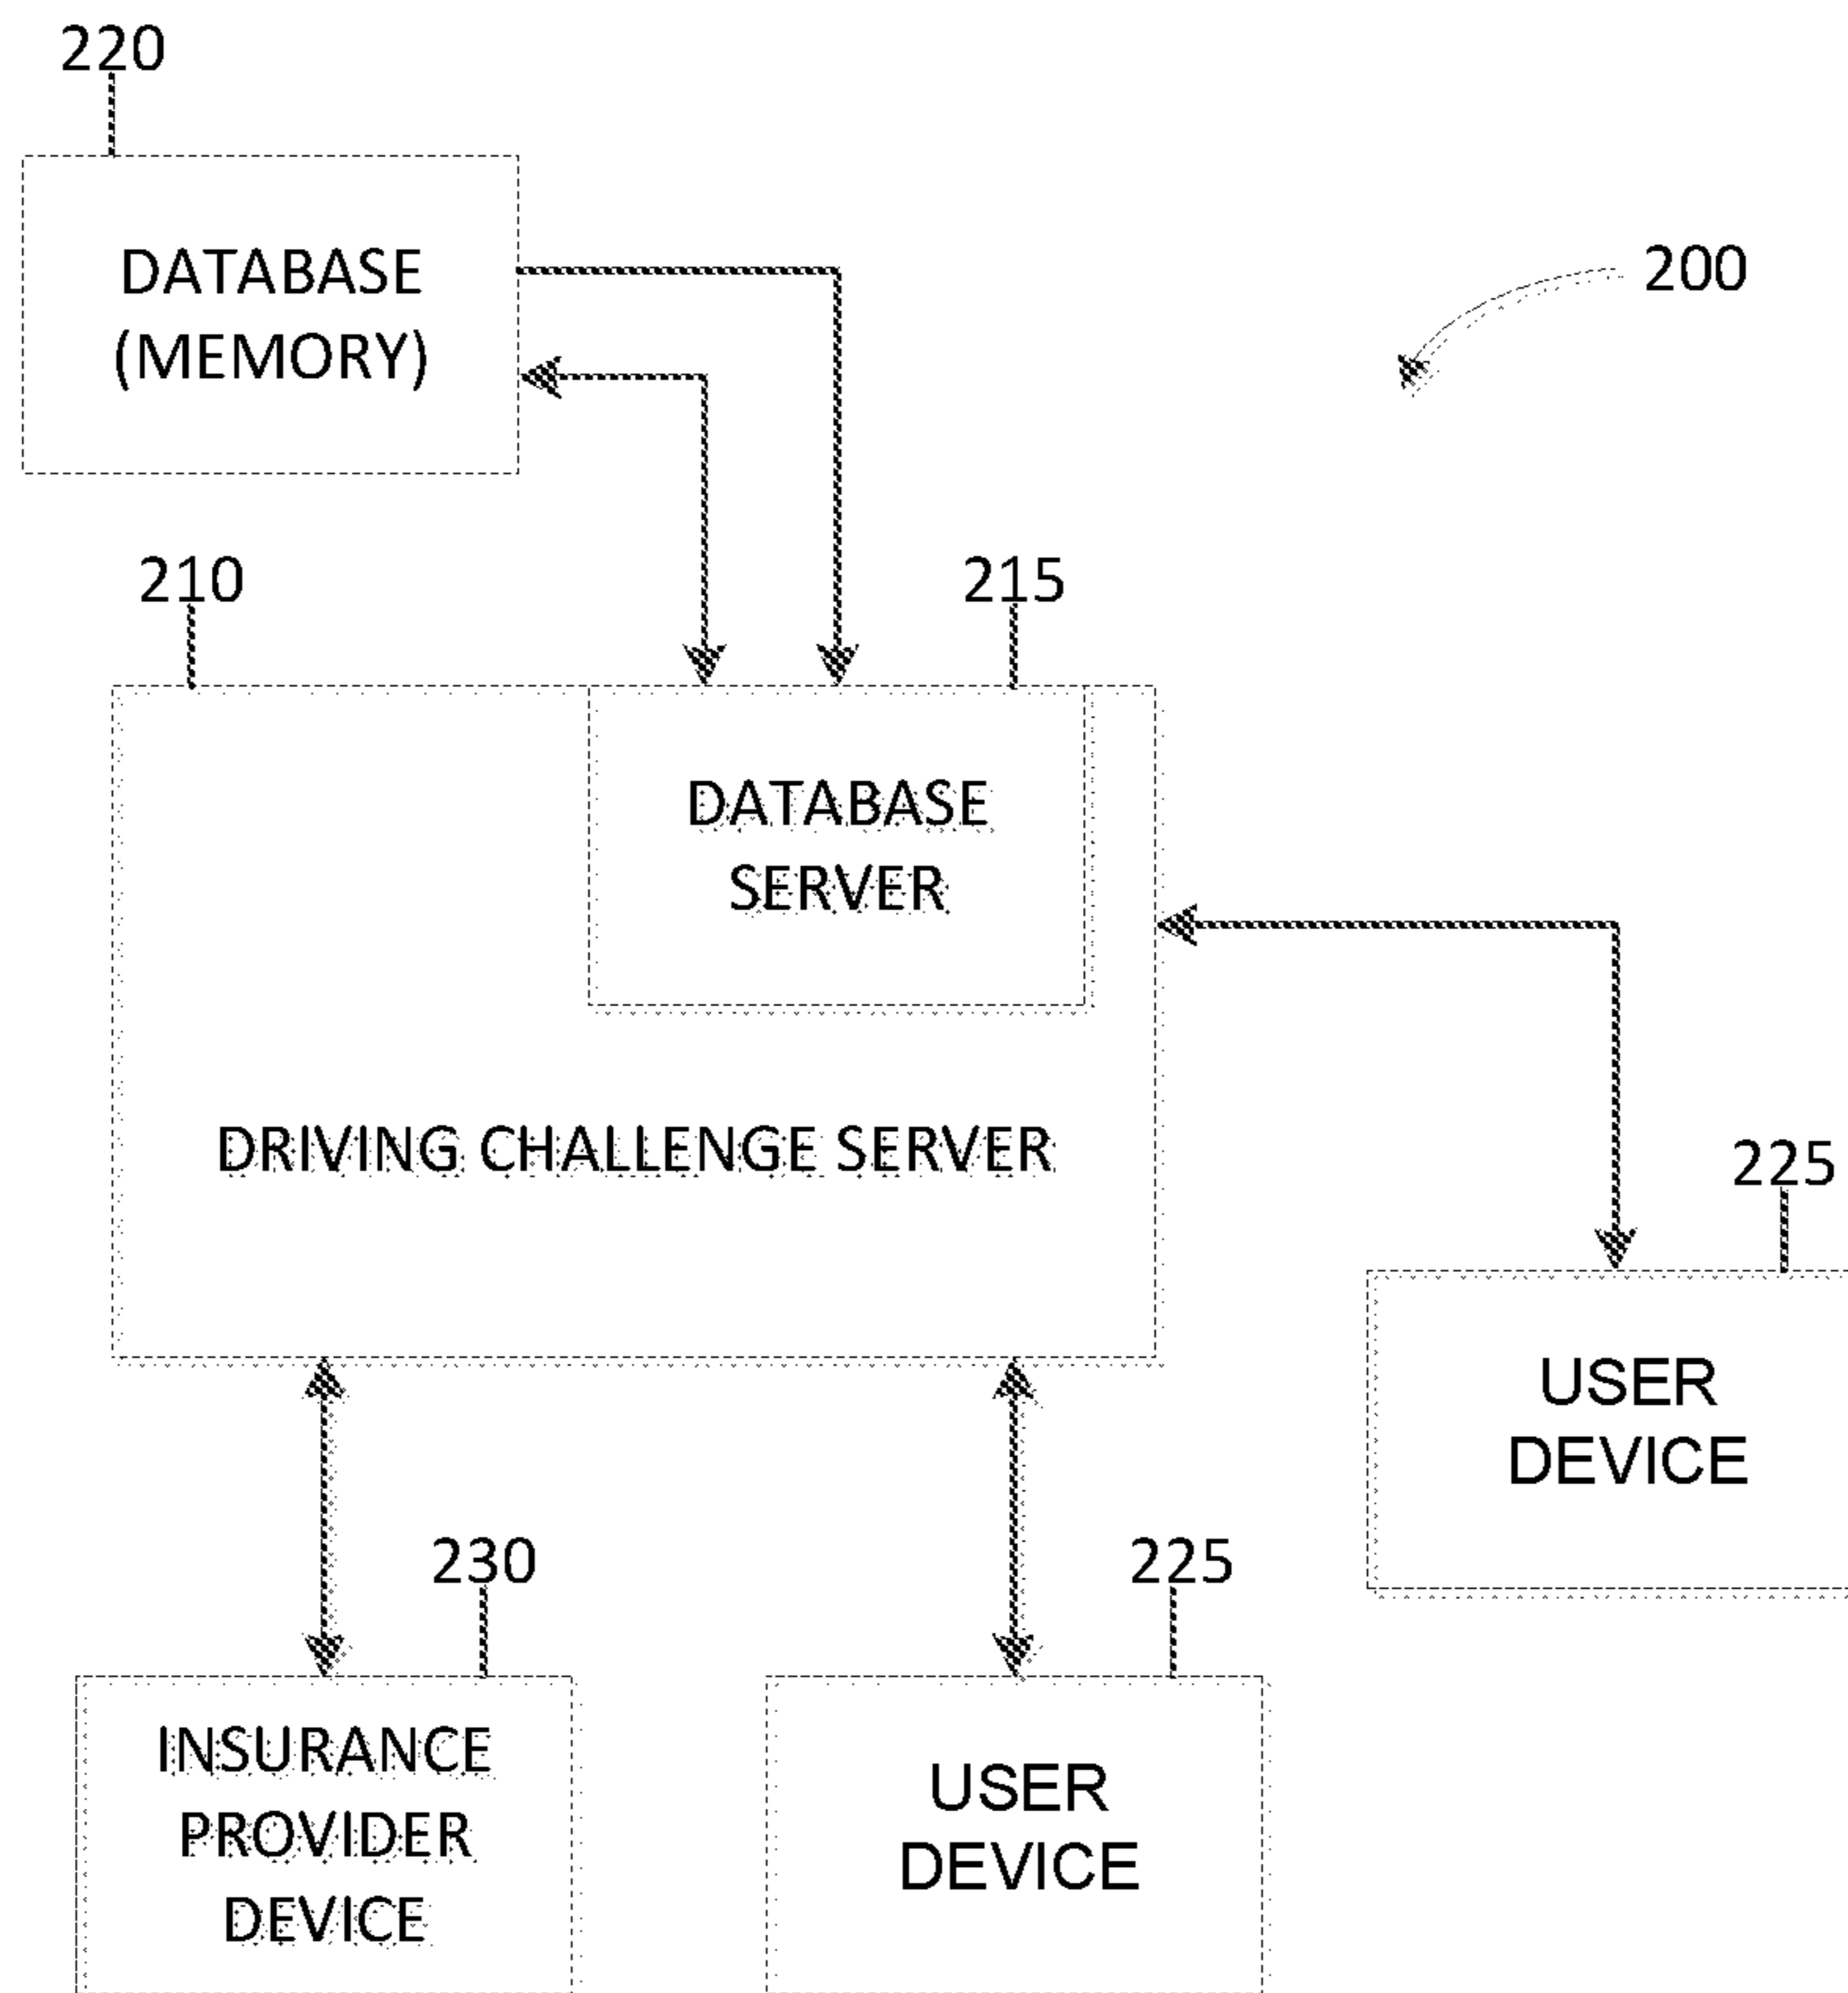 220
DATABASE
(MEMORY)
200
210
215
DATABASE
SERVER
DRIVING CHALLENGE SERVER
225
USER
DEVICE
230
225
INSURANCE
PROVIDER
DEVICE
USER
DEVICE